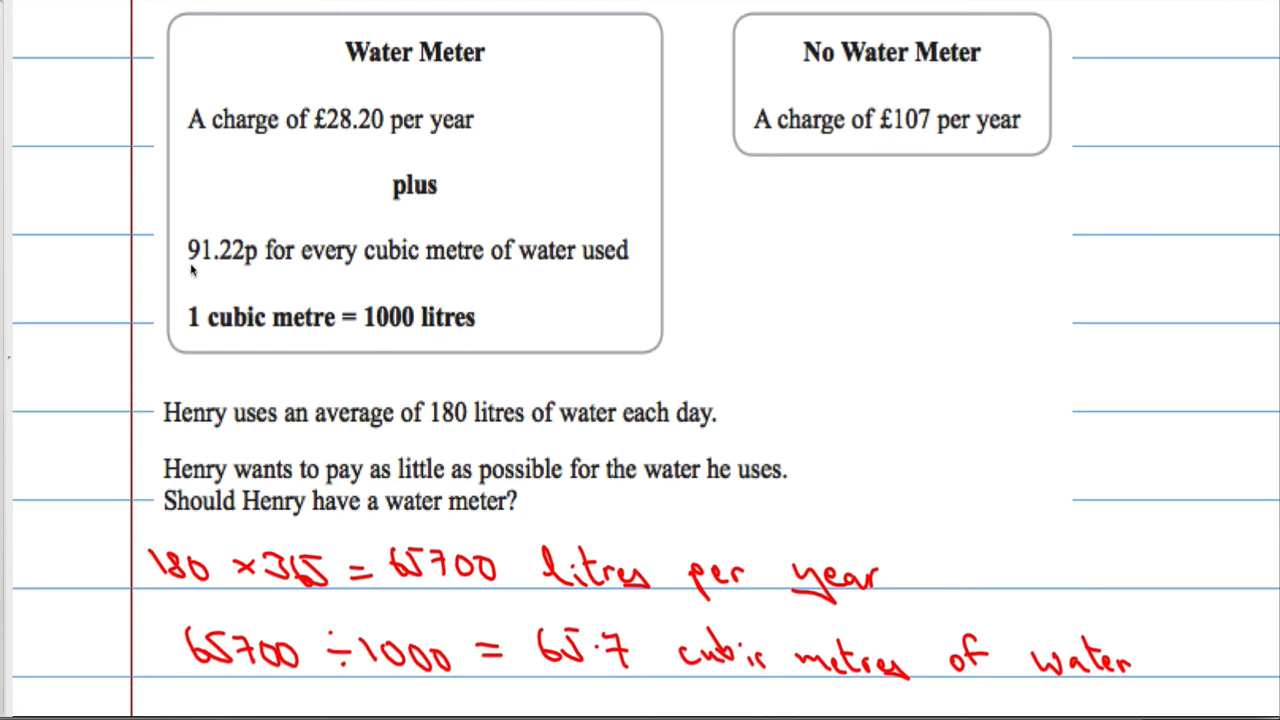 Water Meter
A charge of £28.20 per year
plus
91.22p for every cubic metre of water used
1 cubic metre = 1000 litres
No Water Meter
A charge of £107 per year
Henry uses an average of 180 litres of water each day.
Henry wants to pay as little as possible for the water he uses.
Should Henry have a water meter?
180 × 365 = 65700 litres per year
65700 ÷ 1000 = 65.7 cubic metres of water